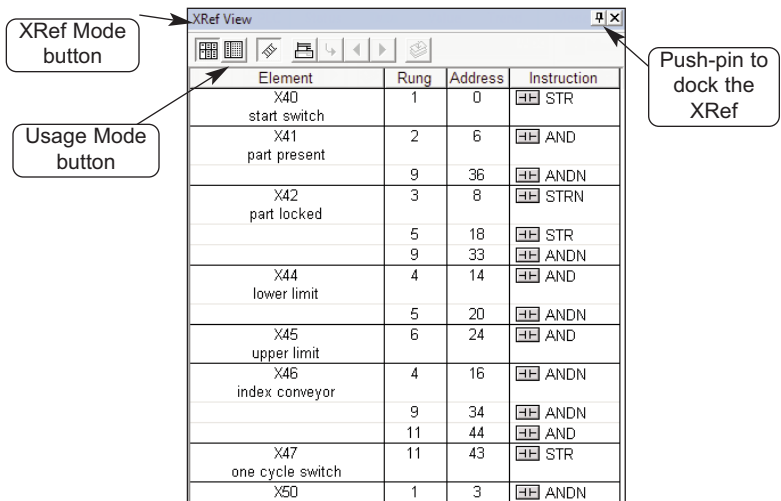 XRef Mode
button
XRef View
Push-pin to
dock the
XRef
Usage Mode
button
Element Rung Address Instruction
X40 1 0 STR
start switch
X41 2 6 AND
part present
9 36 ANDN
X42 3 8 STRN
part locked
5 18 STR
9 33 ANDN
X44 4 14 AND
lower limit
5 20 ANDN
X45 6 24 AND
upper limit
X46 4 16 ANDN
index conveyor
9 34 ANDN
11 44 AND
X47 11 43 STR
one cycle switch
X50 1 3 ANDN